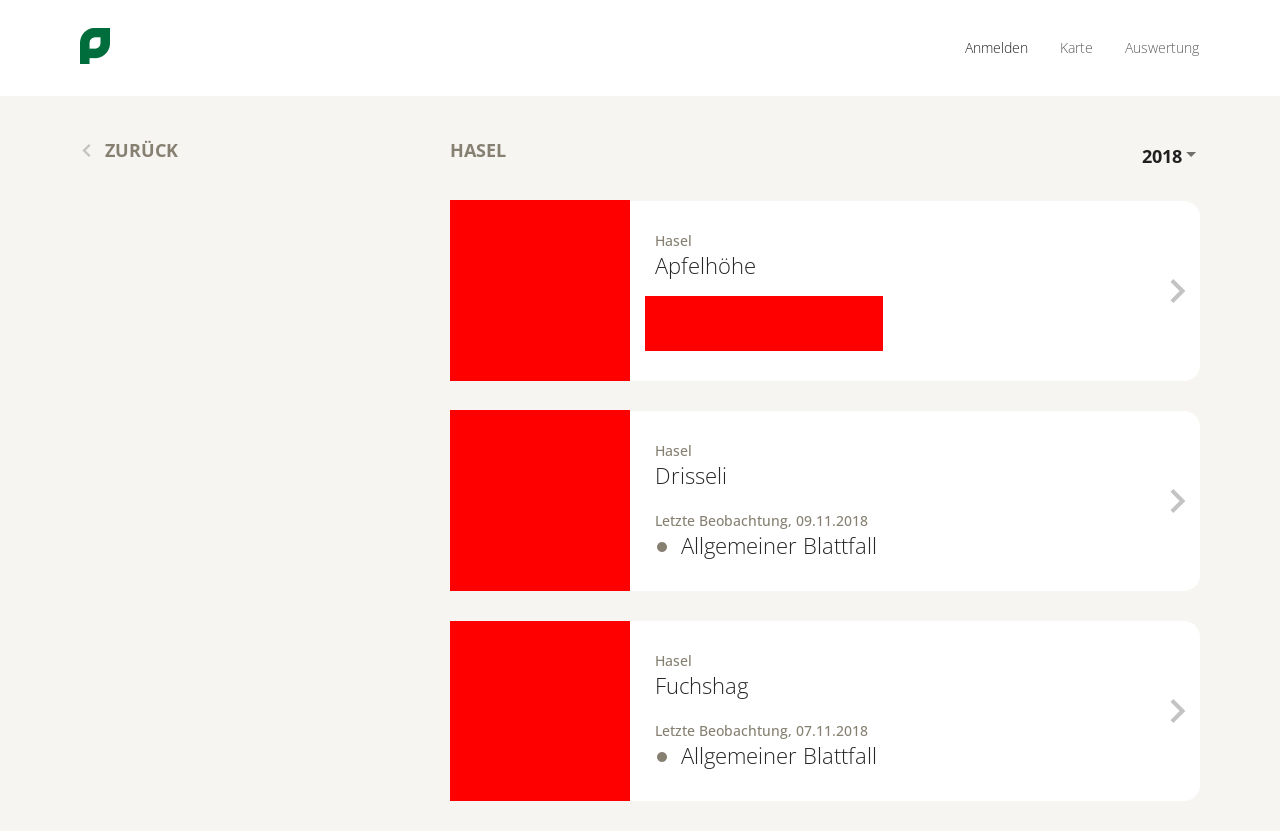 Anmelden Karte Auswertung
ZURÜCK
HASEL
2018
Hasel
Apfelhöhe
Hasel
Drisseli
Letzte Beobachtung, 09.11.2018
Allgemeiner Blattfall
Hasel
Fuchshag
Letzte Beobachtung, 07.11.2018
Allgemeiner Blattfall